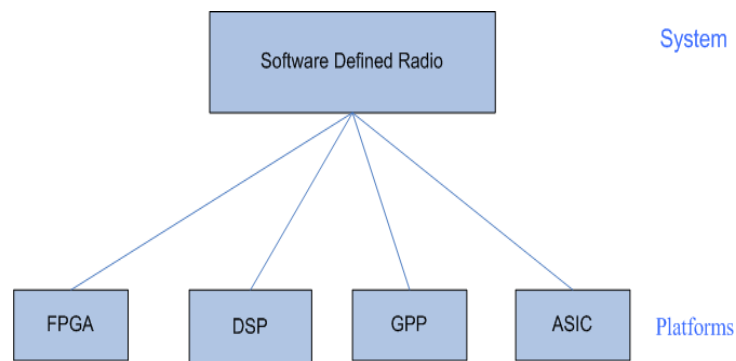 Software Defined Radio
System
FPGA
DSP
GPP
ASIC
Platforms